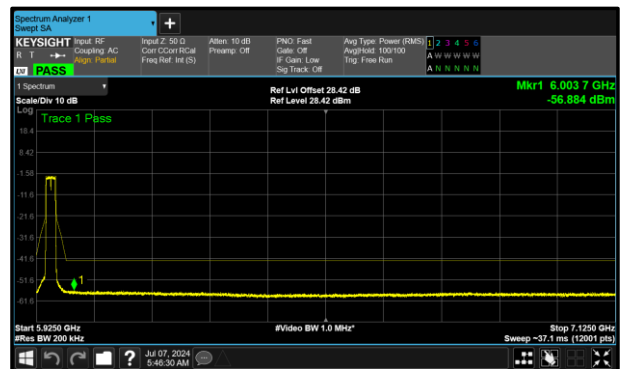 Spectrum Analyzer 1
Swept SA
KEYSIGHT
R T
LXI PASS
Input: RF
Coupling: AC
Align: Partial
Input Z: 50 Ω
Corr CCorr RCal
Freq Ref: Int (S)
Atten: 10 dB
Preamp: Off
PNO: Fast
Gate: Off
IF Gain: Low
Sig Track: Off
Avg Type: Power (RMS)
Avg|Hold: 100/100
Trig: Free Run
1 2 3 4 5 6
A W W W W W
A N N N N N
1 Spectrum
Scale/Div 10 dB
Ref Lvl Offset 28.42 dB
Ref Level 28.42 dBm
Mkr1 6.003 7 GHz
-56.884 dBm
Log
Trace 1 Pass
18.4
8.42
-1.58
-11.6
-21.6
-31.6
-41.6
-51.6
-61.6
1
Start 5.9250 GHz
#Video BW 1.0 MHz*
Stop 7.1250 GHz
#Res BW 200 kHz
Sweep ~37.1 ms (12001 pts)
?
Jul 07, 2024
5:46:30 AM